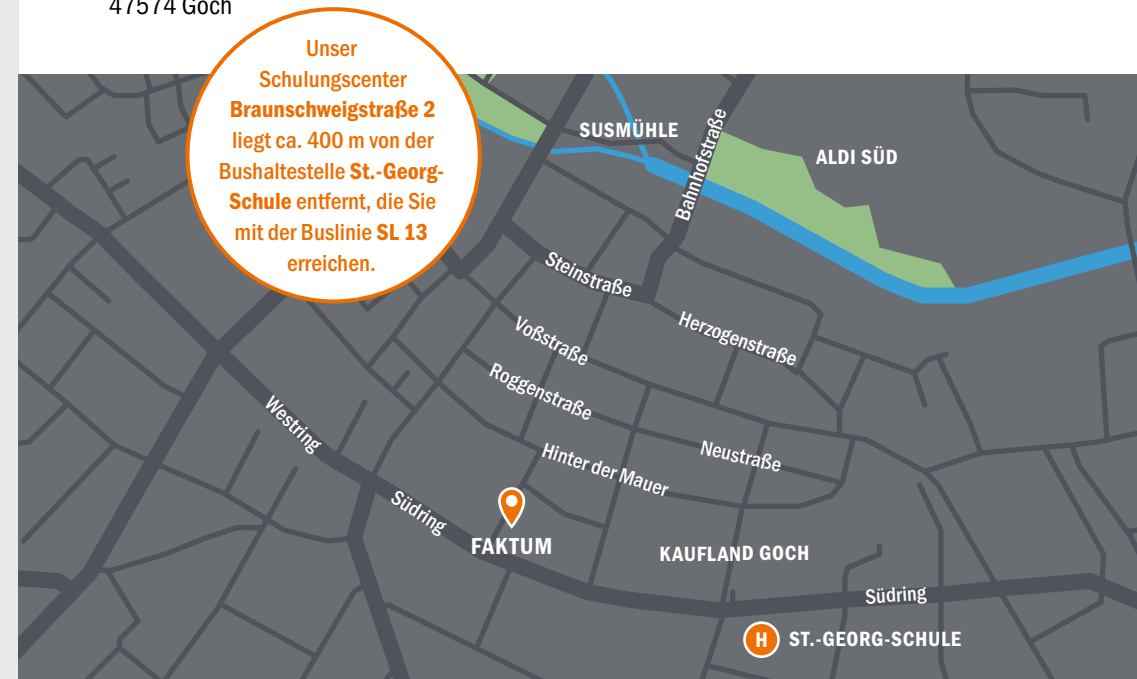 47574 Goch
Unser
Schulungscenter
Braunschweigstraße 2
liegt ca. 400 m von der
Bushaltestelle St.-Georg-
Schule entfernt, die Sie
mit der Buslinie SL 13
erreichen.
SUSMÜHLE
Bahnhofstraße
ALDI SÜD
Steinstraße
Herzogenstraße
Voßstraße
Roggenstraße
Westring
Neustraße
Hinter der Mauer
Südring
FAKTUM
KAUFLAND GOCH
Südring
H ST.-GEORG-SCHULE